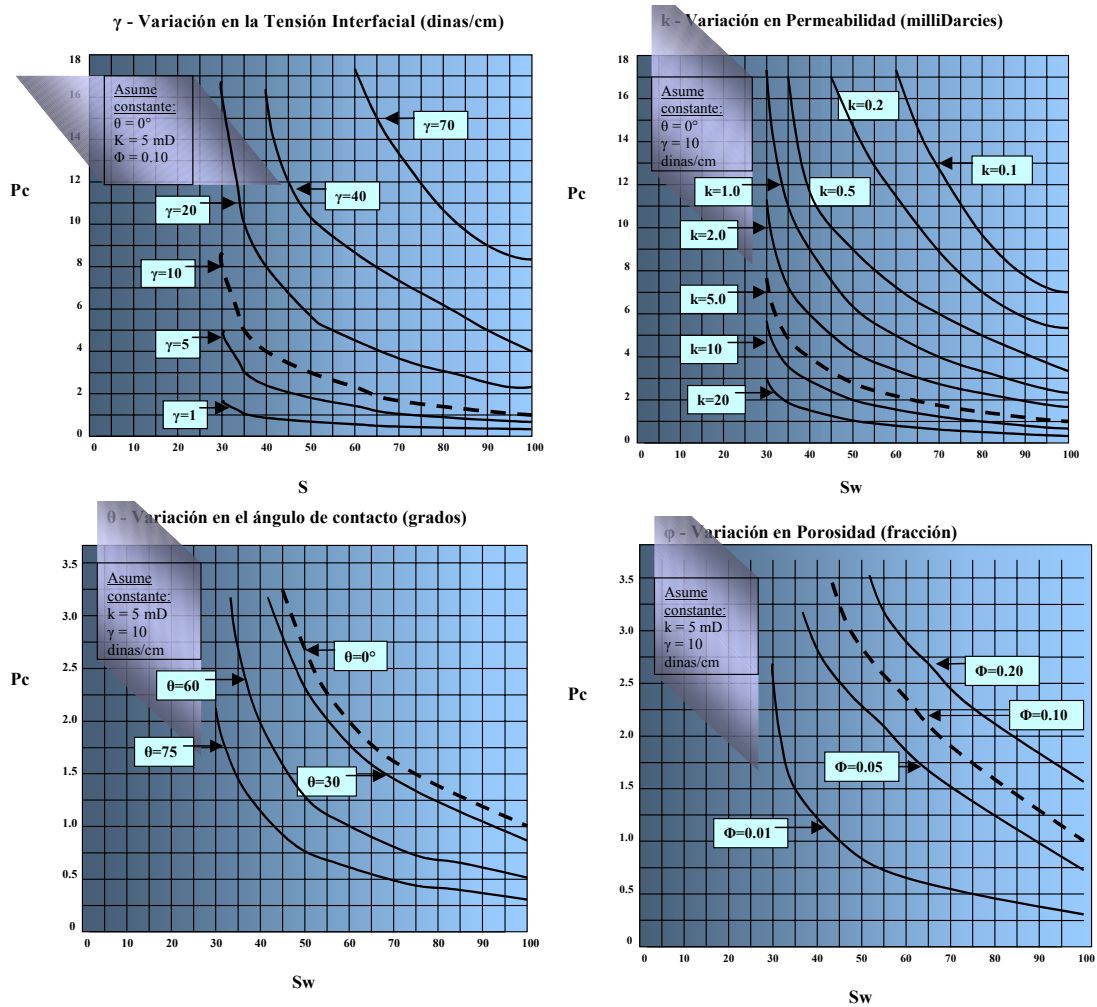 γ - Variación en la Tensión Interfacial (dinas/cm)
18
16
14
12
10
8
6
4
2
0
Pc
Asume
constante:
θ = 0°
K = 5 mD
Φ = 0.10
γ=70
γ=40
γ=20
γ=10
γ=5
γ=1
0 10 20 30 40 50 60 70 80 90 100
S
k - Variación en Permeabilidad (milliDarcies)
18
16
14
12
10
8
6
4
2
0
Pc
Asume
constante:
θ = 0°
γ = 10
dinas/cm
k=0.2
k=0.1
k=1.0
k=0.5
k=2.0
k=5.0
k=10
k=20
0 10 20 30 40 50 60 70 80 90 100
Sw
θ - Variación en el ángulo de contacto (grados)
3.5
3.0
2.5
2.0
1.5
1.0
0.5
0
Pc
Asume
constante:
k = 5 mD
γ = 10
dinas/cm
θ=0°
θ=60
θ=75
θ=30
0 10 20 30 40 50 60 70 80 90 100
Sw
φ - Variación en Porosidad (fracción)
3.5
3.0
2.5
2.0
1.5
1.0
0.5
0
Pc
Asume
constante:
k = 5 mD
γ = 10
dinas/cm
Φ=0.20
Φ=0.10
Φ=0.05
Φ=0.01
0 10 20 30 40 50 60 70 80 90 100
Sw